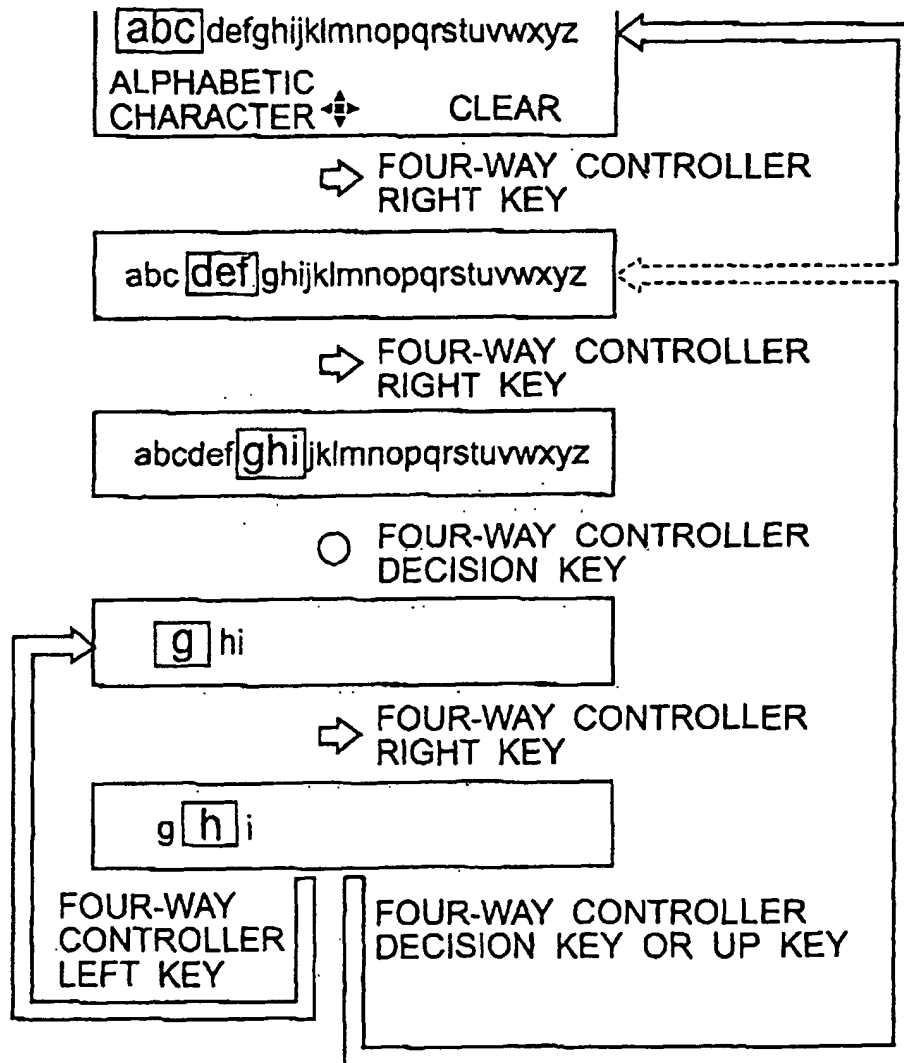 abc defghijklmnopqrstuvwxyz
ALPHABETIC
CHARACTER CLEAR
FOUR-WAY CONTROLLER
RIGHT KEY
abc def ghijklmnopqrstuvwxyz
FOUR-WAY CONTROLLER
RIGHT KEY
abcdef ghi jklmnopqrstuvwxyz
FOUR-WAY CONTROLLER
DECISION KEY
g hi
FOUR-WAY CONTROLLER
RIGHT KEY
g h i
FOUR-WAY
CONTROLLER
LEFT KEY
FOUR-WAY CONTROLLER
DECISION KEY OR UP KEY